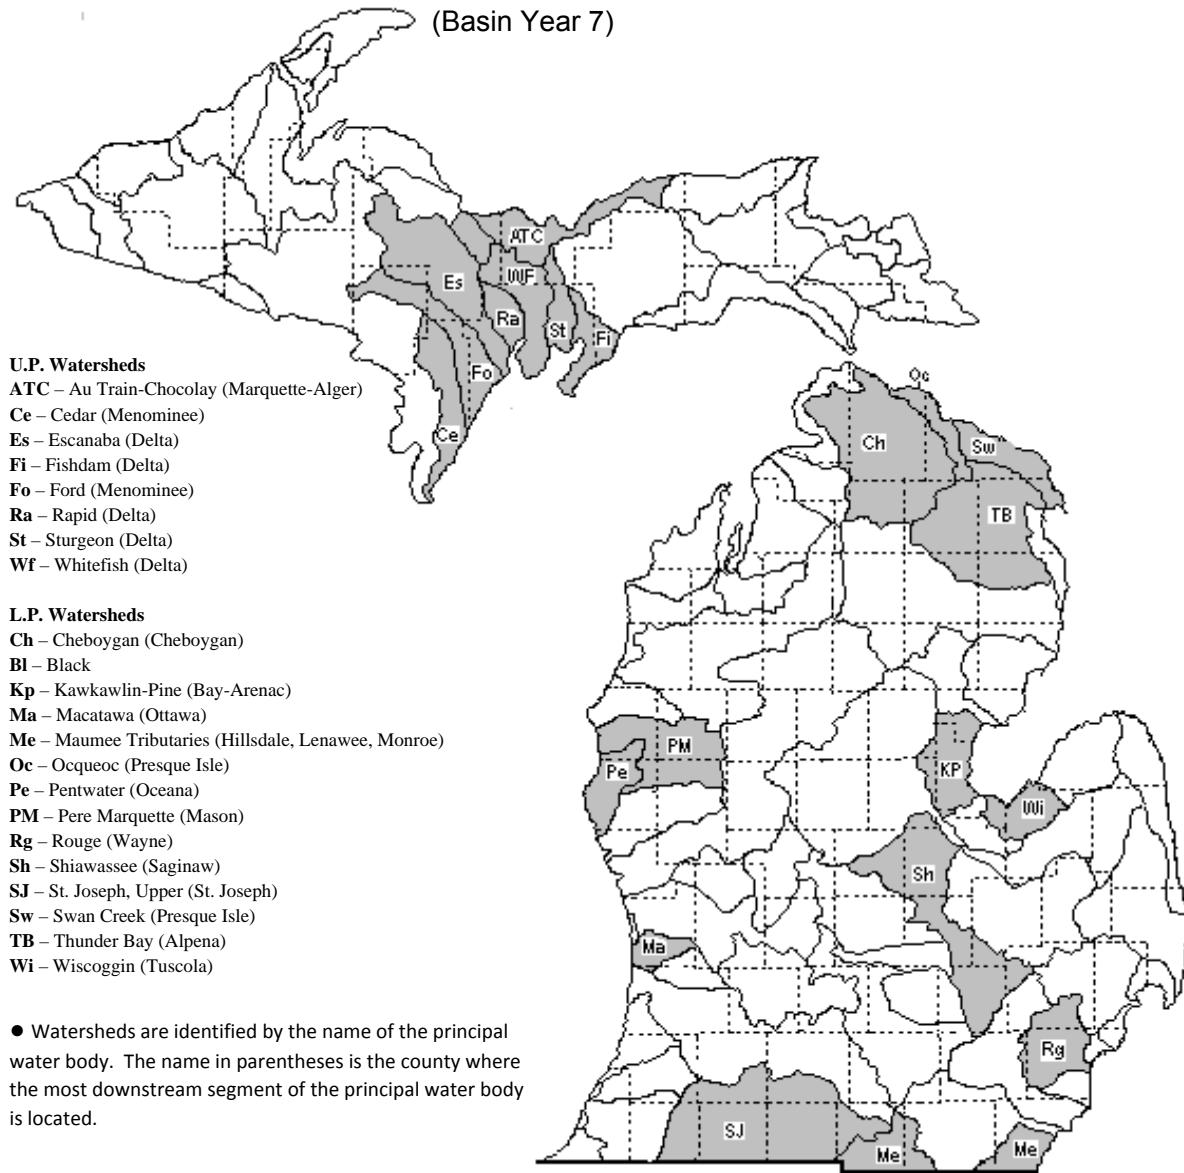 (Basin Year 7)
ATC
WF
Es
Ra
St
Fi
Fo
Ce
U.P. Watersheds
ATC – Au Train-Chocolay (Marquette-Alger)
Ce – Cedar (Menominee)
Es – Escanaba (Delta)
Fi – Fishdam (Delta)
Fo – Ford (Menominee)
Ra – Rapid (Delta)
St – Sturgeon (Delta)
Wf – Whitefish (Delta)
L.P. Watersheds
Ch – Cheboygan (Cheboygan)
Bl – Black
Kp – Kawkawlin-Pine (Bay-Arenac)
Ma – Macatawa (Ottawa)
Me – Maumee Tributaries (Hillsdale, Lenawee, Monroe)
Oc – Ocqueoc (Presque Isle)
Pe – Pentwater (Oceana)
PM – Pere Marquette (Mason)
Rg – Rouge (Wayne)
Sh – Shiawassee (Saginaw)
SJ – St. Joseph, Upper (St. Joseph)
Sw – Swan Creek (Presque Isle)
TB – Thunder Bay (Alpena)
Wi – Wiscoggin (Tuscola)
● Watersheds are identified by the name of the principal
water body. The name in parentheses is the county where
the most downstream segment of the principal water body
is located.
Oc
Ch
Sw
TB
PM
Pe
KP
Wi
Sh
Ma
Rg
SJ
Me
Me